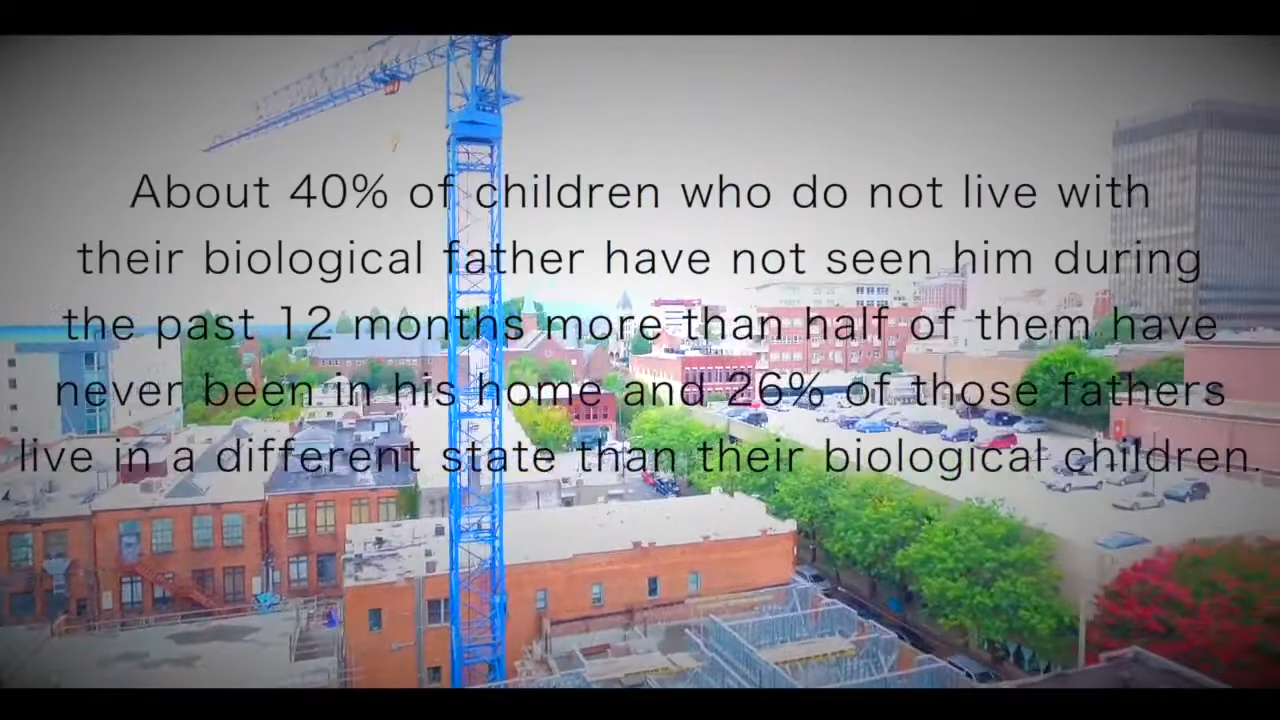 About 40% of children who do not live with
their biological father have not seen him during
the past 12 months more than half of them have
never been in his home and 26% of those fathers
live in a different state than their biological children.